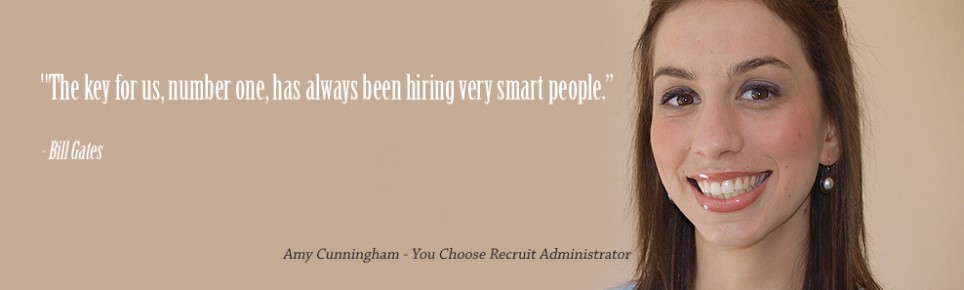 "The key for us, number one, has always been hiring very smart people.”
- Bill Gates
Amy Cunningham - You Choose Recruit Administrator